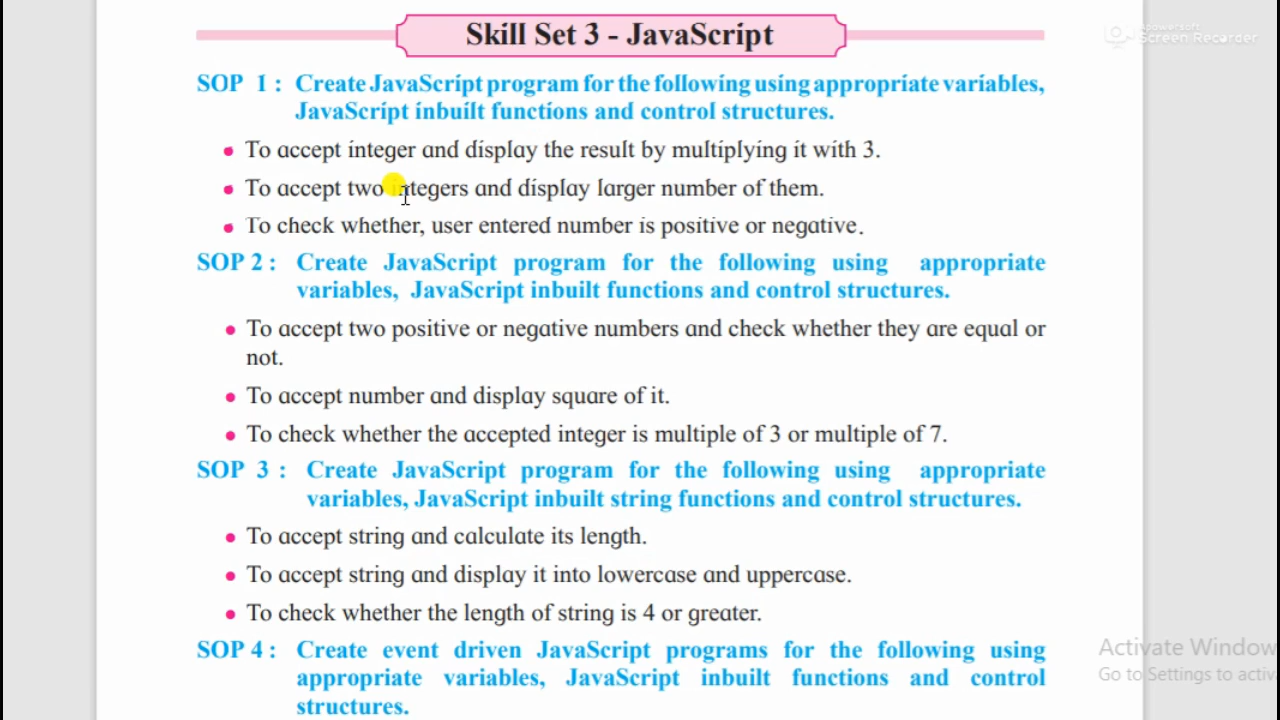 Skill Set 3 - JavaScript
Apowersoft
Screen Recorder
SOP 1 : Create JavaScript program for the following using appropriate variables,
JavaScript inbuilt functions and control structures.
• To accept integer and display the result by multiplying it with 3.
• To accept two integers and display larger number of them.
• To check whether, user entered number is positive or negative.
SOP 2 : Create JavaScript program for the following using appropriate
variables, JavaScript inbuilt functions and control structures.
• To accept two positive or negative numbers and check whether they are equal or
not.
• To accept number and display square of it.
• To check whether the accepted integer is multiple of 3 or multiple of 7.
SOP 3 : Create JavaScript program for the following using appropriate
variables, JavaScript inbuilt string functions and control structures.
• To accept string and calculate its length.
• To accept string and display it into lowercase and uppercase.
• To check whether the length of string is 4 or greater.
SOP 4 : Create event driven JavaScript programs for the following using
appropriate variables, JavaScript inbuilt functions and control
structures.
Activate Window
Go to Settings to activ